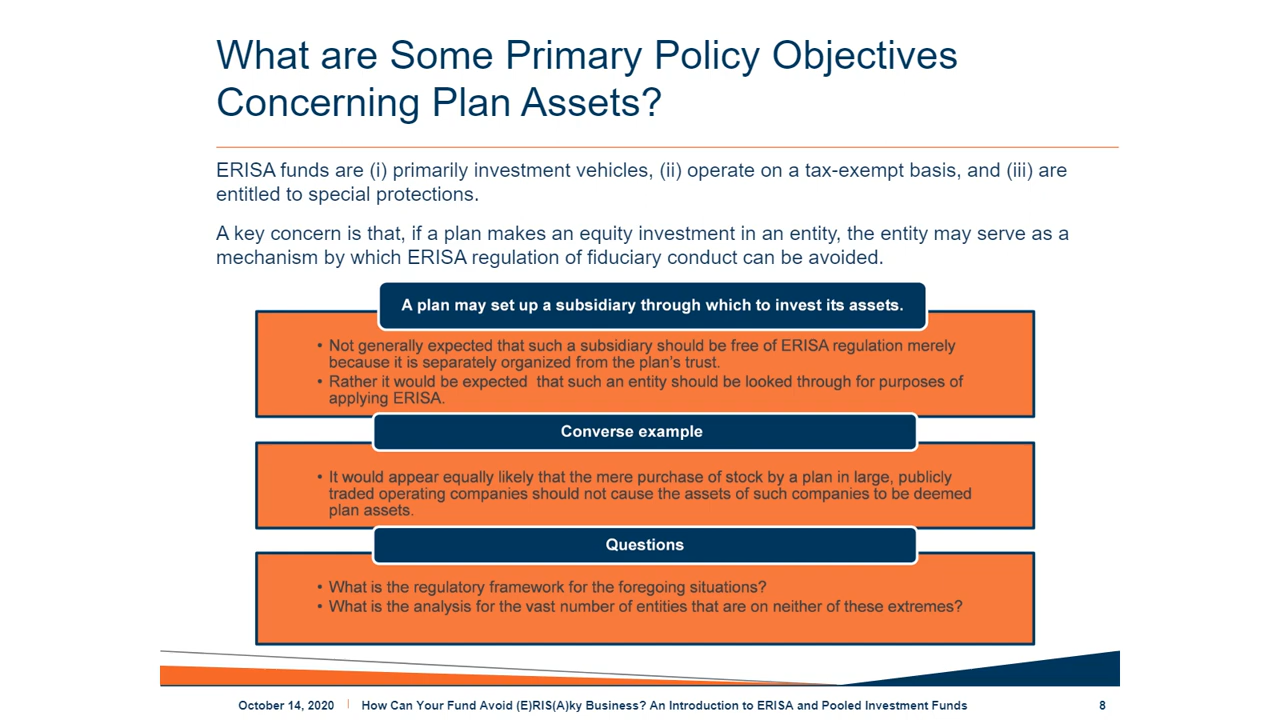 What are Some Primary Policy Objectives
Concerning Plan Assets?
ERISA funds are (i) primarily investment vehicles, (ii) operate on a tax-exempt basis, and (iii) are
entitled to special protections.
A key concern is that, if a plan makes an equity investment in an entity, the entity may serve as a
mechanism by which ERISA regulation of fiduciary conduct can be avoided.
A plan may set up a subsidiary through which to invest its assets.
• Not generally expected that such a subsidiary should be free of ERISA regulation merely
because it is separately organized from the plan's trust.
• Rather it would be expected that such an entity should be looked through for purposes of
applying ERISA.
Converse example
• It would appear equally likely that the mere purchase of stock by a plan in large, publicly
traded operating companies should not cause the assets of such companies to be deemed
plan assets.
Questions
• What is the regulatory framework for the foregoing situations?
• What is the analysis for the vast number of entities that are on neither of these extremes?
October 14, 2020 | How Can Your Fund Avoid (E)RIS(A)ky Business? An Introduction to ERISA and Pooled Investment Funds 8